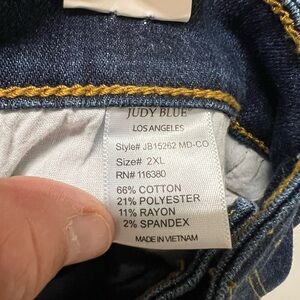 JUDY BLUE
LOS ANGELES
Style# JB15262 MD-CO
Size# 2XL
RN# 116380
66% COTTON
21% POLYESTER
11% RAYON
2% SPANDEX
MADE IN VIETNAM